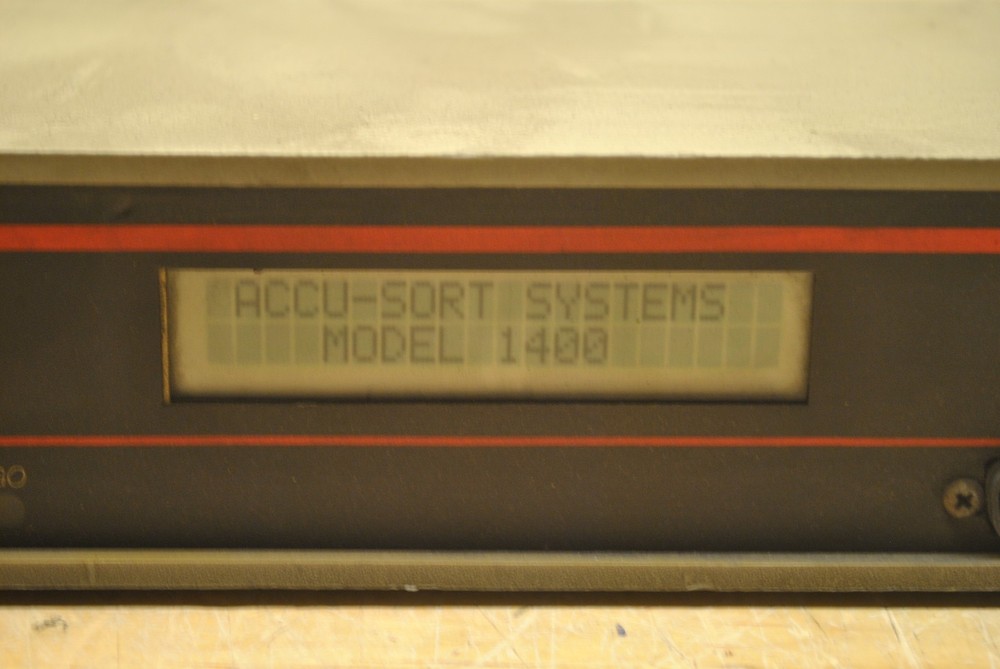 ACCU-SORT SYSTEMS
MODEL 1400